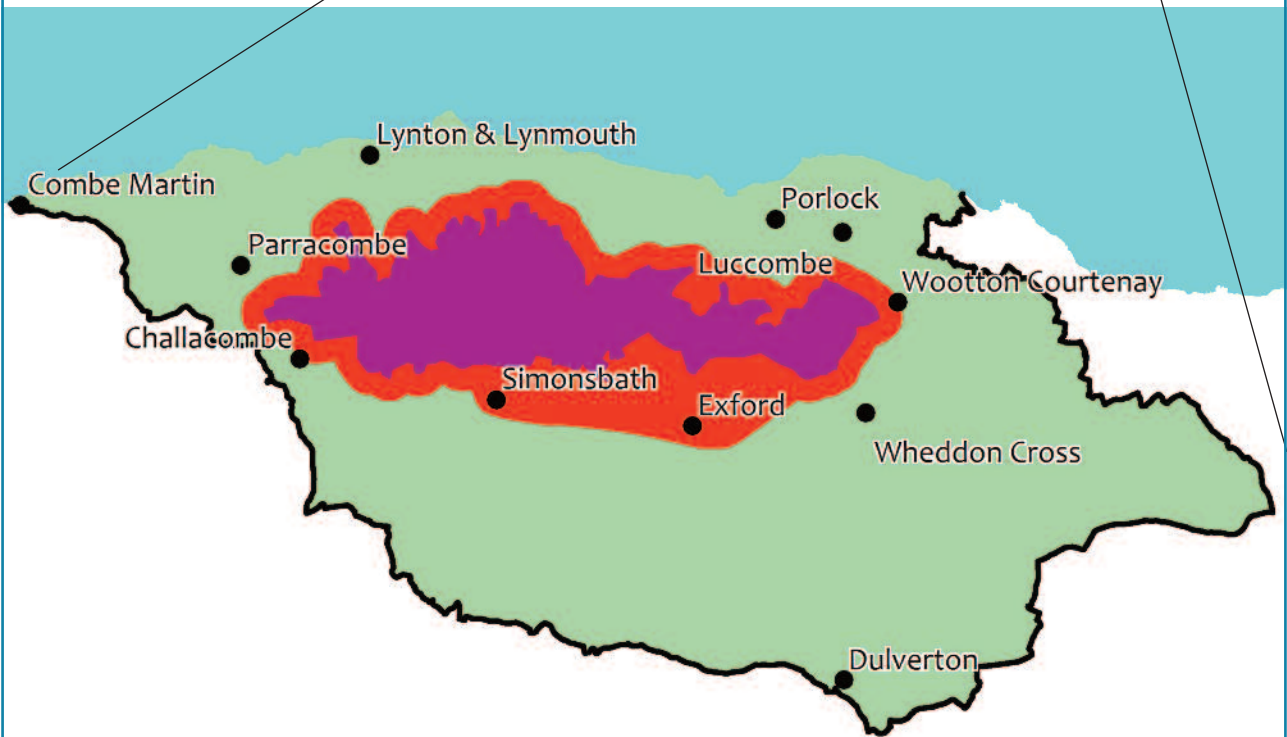 Lynton & Lynmouth
Combe Martin
Porlock
Parracombe
Luccombe
Wootton Courtenay
Challacombe
Simonsbath
Exford
Wheddon Cross
Dulverton